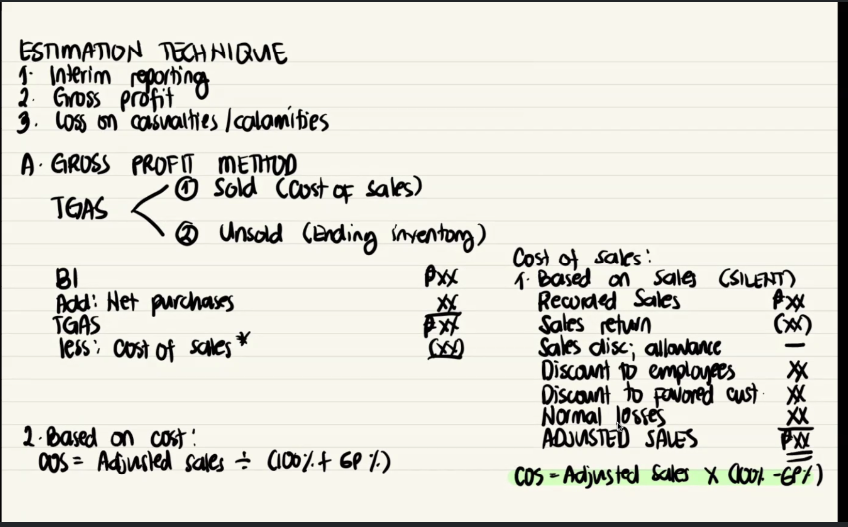 ESTIMATION TECHNIQUE
1. Interim reporting
2. Gross profit
3. Loss on casualties / calamities
A. GROSS PROFIT METHOD
TGAS
① Sold (Cost of sales)
② Unsold (Ending inventory)
BI ₱XX
Add: Net purchases XX
TGAS ₱XX
less: cost of sales* (XX)
Cost of sales:
1. Based on sales (SILENT)
Recorded Sales ₱XX
Sales return (XX)
Sales disc; allowance —
Discount to employees XX
Discount to favored cust. XX
Normal losses XX
ADJUSTED SALES ₱XX
COS = Adjusted Sales X (100% - GP%)
2. Based on cost:
COS = Adjusted sales ÷ (100% + GP %)